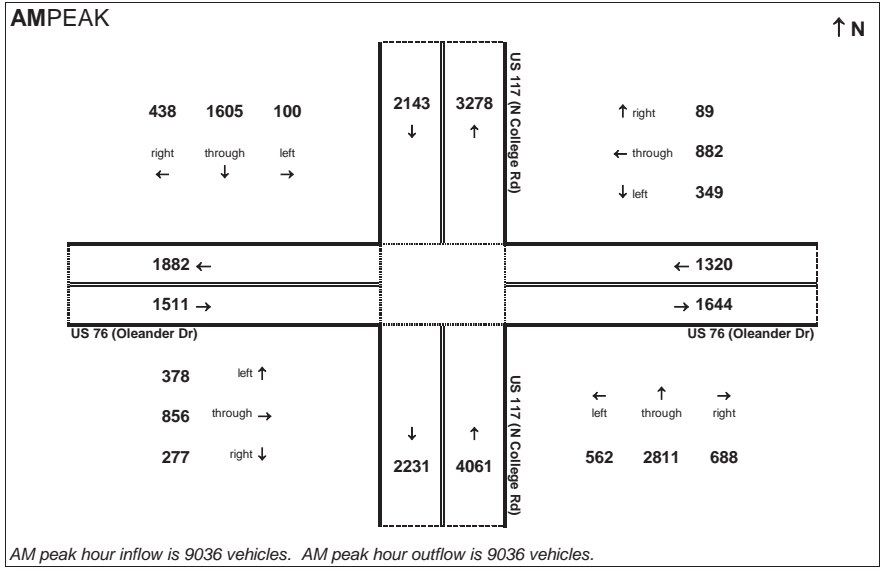 AMPEAK
↑ N
438 1605 100
right through left
← ↓ →
2143 3278
↓ ↑
US 117 (N College Rd)
↑ right 89
← through 882
↓ left 349
1882 ←
1511 →
US 76 (Oleander Dr)
← 1320
→ 1644
US 76 (Oleander Dr)
378 left ↑
856 through →
277 right ↓
↓ ↑
2231 4061
US 117 (N College Rd)
← ↑ →
left through right
562 2811 688
AM peak hour inflow is 9036 vehicles. AM peak hour outflow is 9036 vehicles.